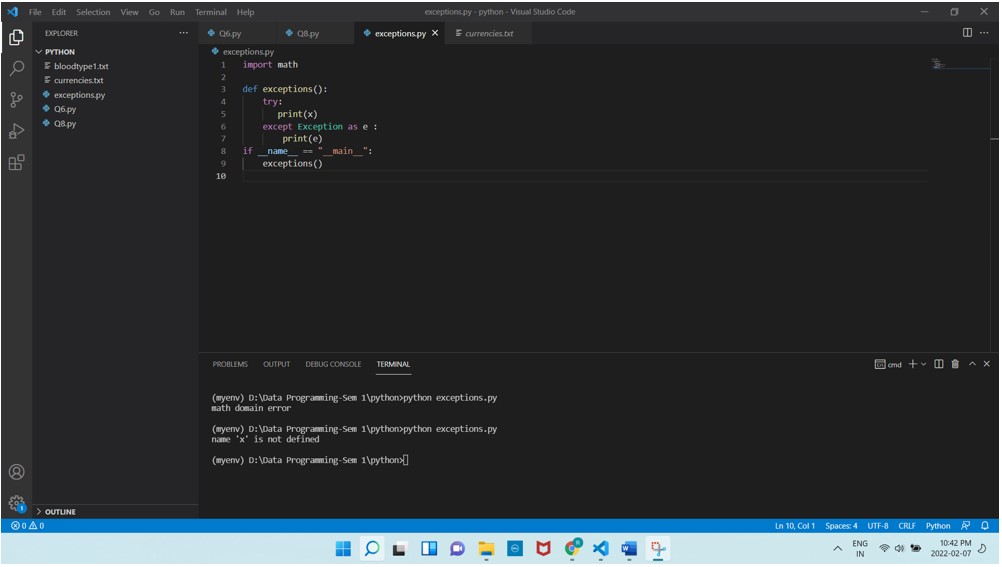 File Edit Selection View Go Run Terminal Help
exceptions.py - python - Visual Studio Code
EXPLORER
Q6.py
Q8.py
exceptions.py
currencies.txt
PYTHON
bloodtype1.txt
currencies.txt
exceptions.py
Q6.py
Q8.py
OUTLINE
exceptions.py
1 import math
2
3 def exceptions():
4 try:
5 print(x)
6 except Exception as e :
7 print(e)
8 if __name__ == "__main__":
9 exceptions()
10
PROBLEMS OUTPUT DEBUG CONSOLE TERMINAL
cmd
(myenv) D:\Data Programming-Sem 1\python>python exceptions.py
math domain error
(myenv) D:\Data Programming-Sem 1\python>python exceptions.py
name 'x' is not defined
(myenv) D:\Data Programming-Sem 1\python>
1
0 0
Ln 10, Col 1 Spaces: 4 UTF-8 CRLF Python
R
W
ENG
IN
10:42 PM
2022-02-07